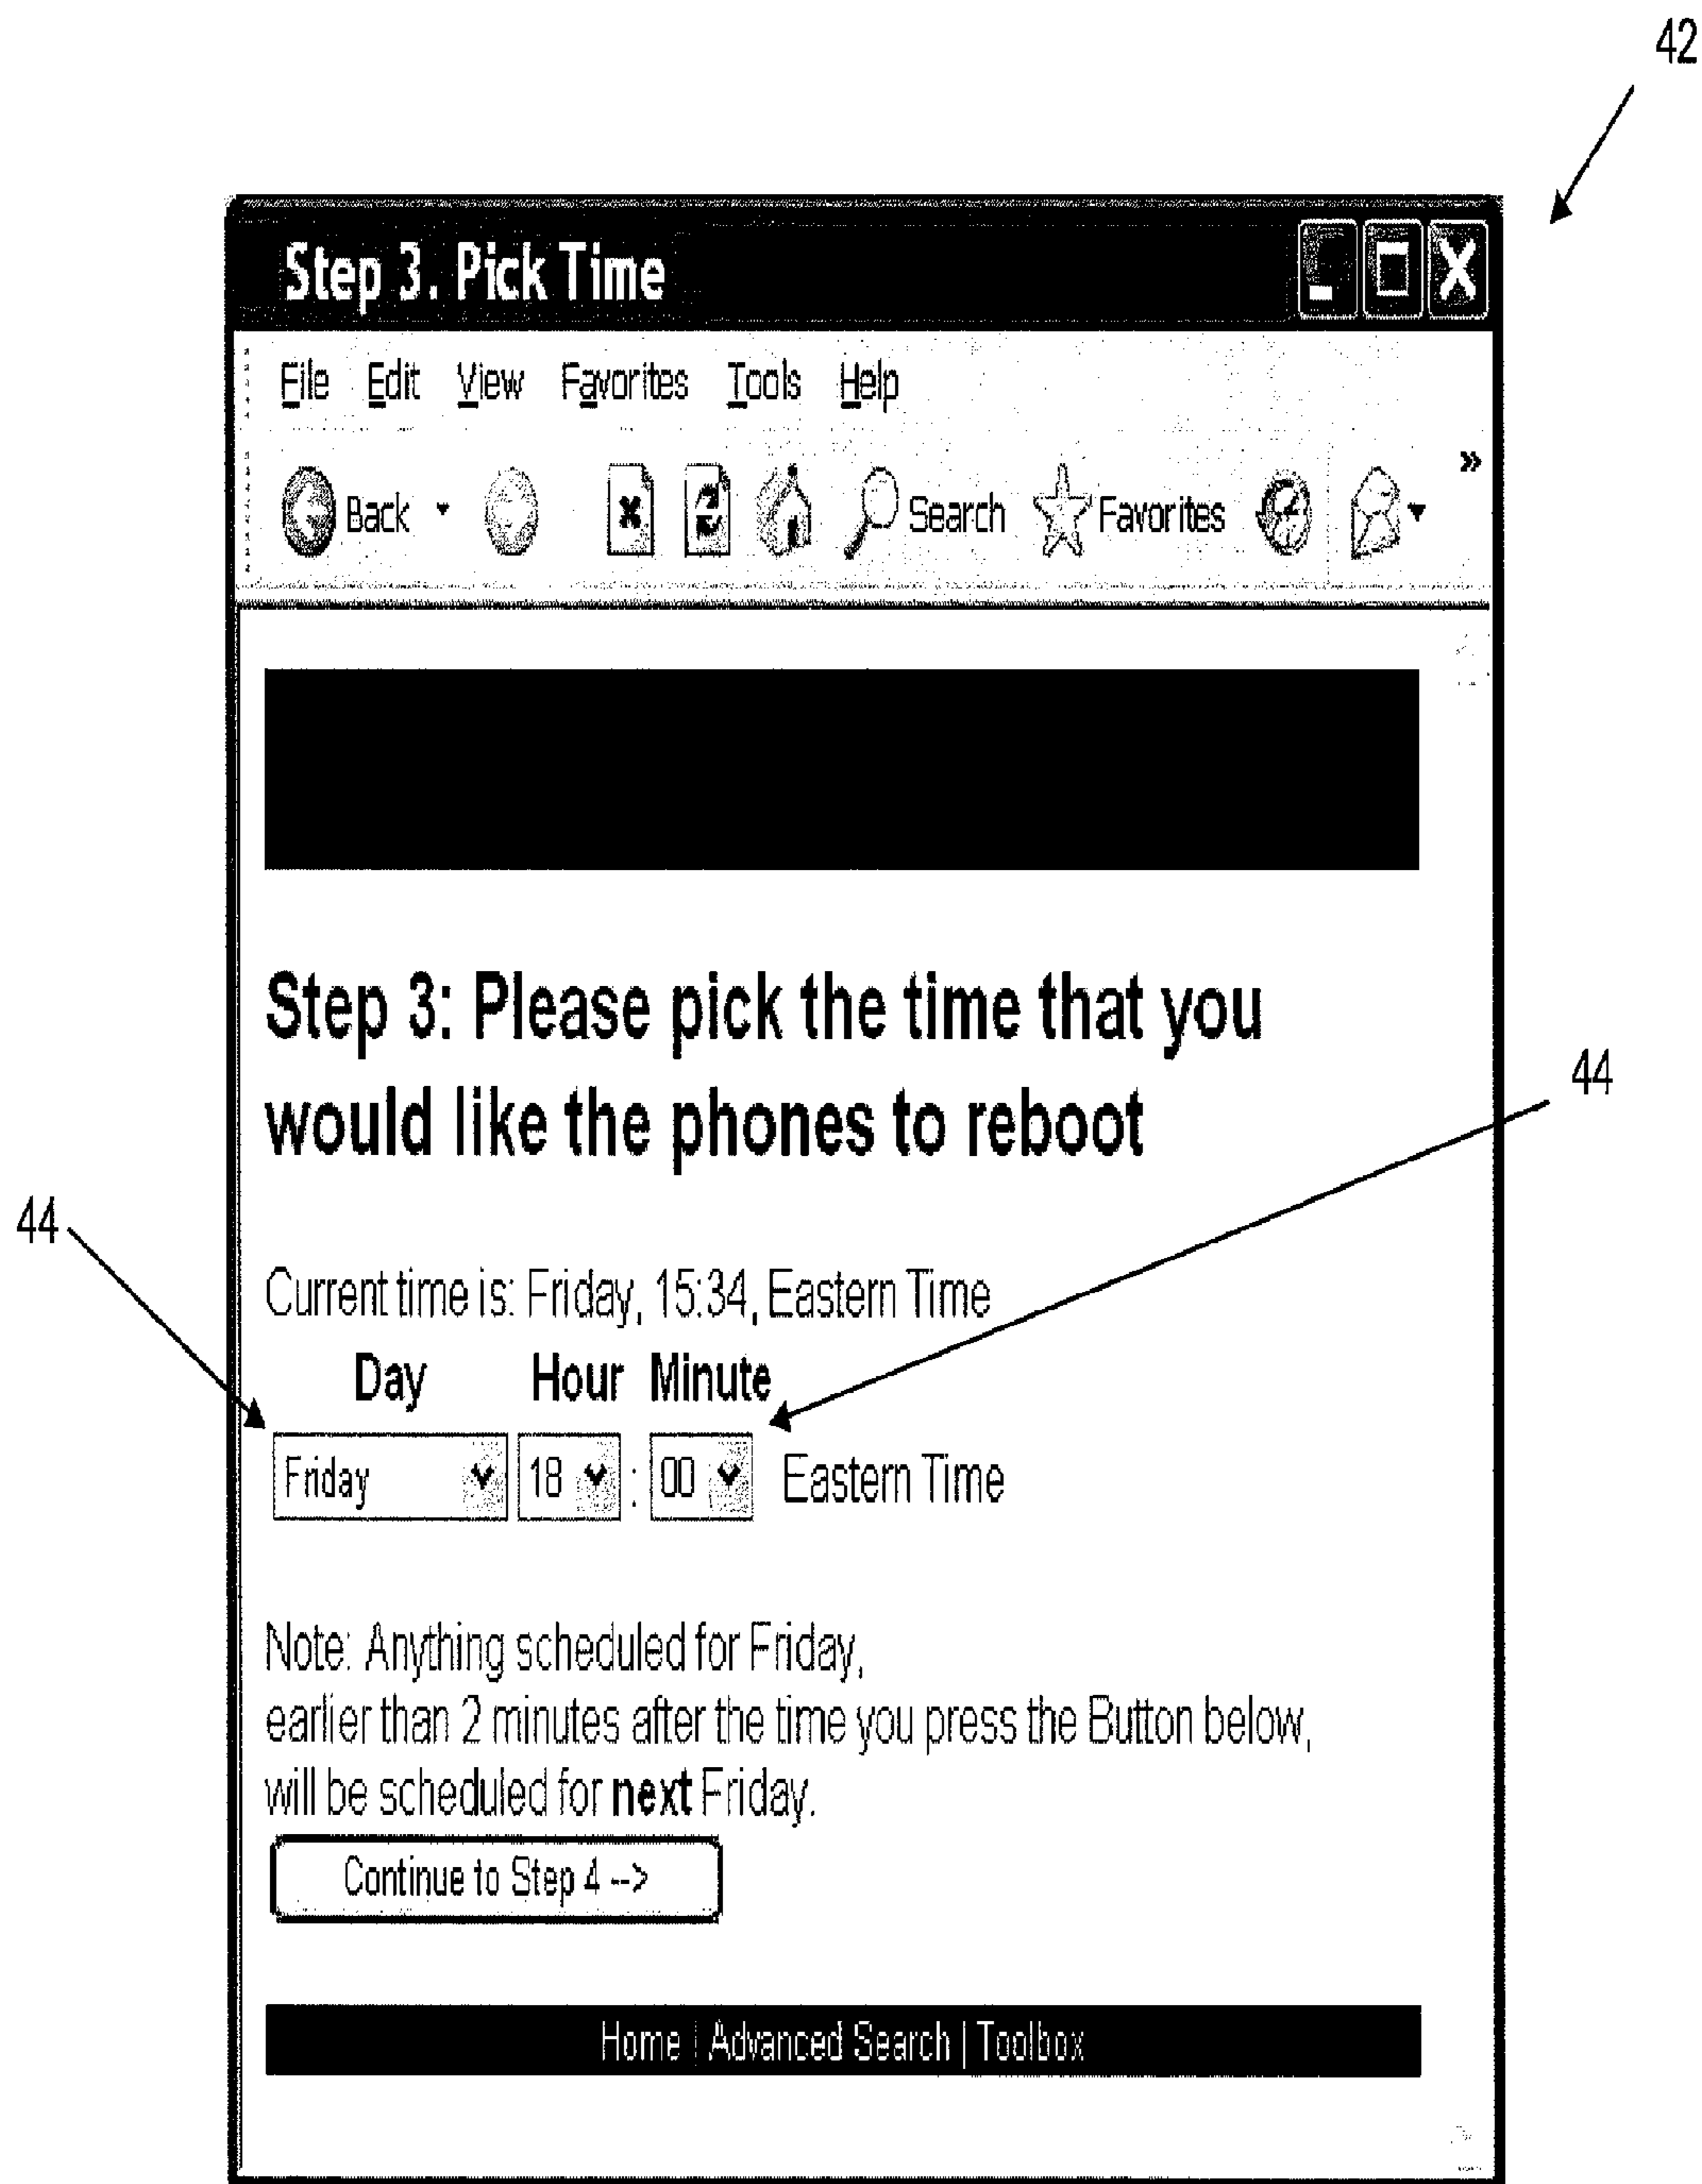 42
Step 3. Pick Time
File Edit View Favorites Tools Help
Back Search Favorites »
Step 3: Please pick the time that you
would like the phones to reboot
44
44
Current time is: Friday, 15:34, Eastern Time
Day Hour Minute
Friday 18 : 00 Eastern Time
Note: Anything scheduled for Friday,
earlier than 2 minutes after the time you press the Button below,
will be scheduled for next Friday.
Continue to Step 4 -->
Home | Advanced Search | Toolbox